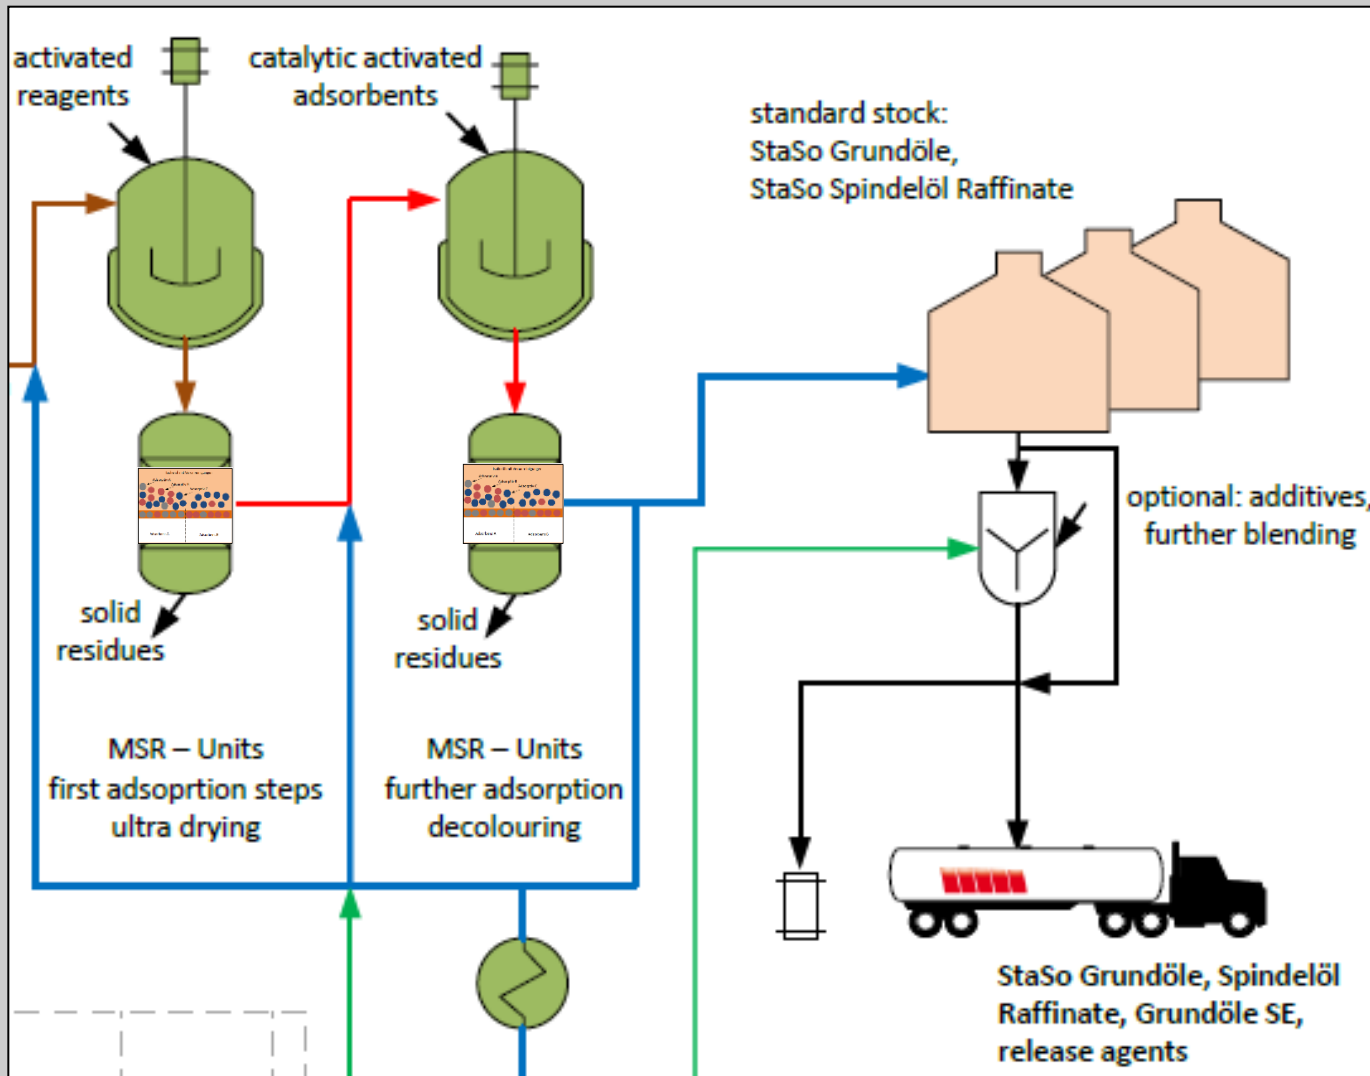 activated
reagents
catalytic activated
adsorbents
standard stock:
StaSo Grundöle,
StaSo Spindelöl Raffinate
optional: additives,
further blending
solid
residues
solid
residues
MSR – Units
first adsoprtion steps
ultra drying
MSR – Units
further adsorption
decolouring
StaSo Grundöle, Spindelöl
Raffinate, Grundöle SE,
release agents